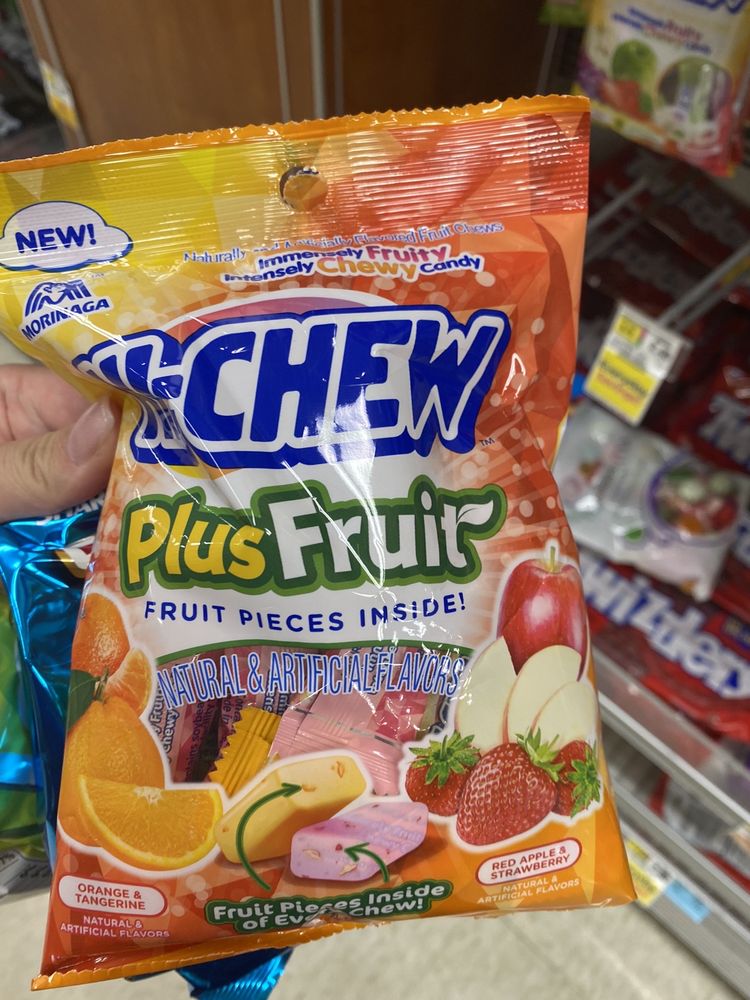 NEW!
MORINAGA
Naturally and Artificially Flavored Fruit Chews
Immensely Fruity
Intensely Chewy Candy
Hi-CHEW
TM
Plus Fruit
FRUIT PIECES INSIDE!
NATURAL & ARTIFICIAL FLAVORS
Fruit Pieces Inside
of Every Chew!
ORANGE &
TANGERINE
NATURAL &
ARTIFICIAL FLAVORS
RED APPLE &
STRAWBERRY
NATURAL &
ARTIFICIAL FLAVORS